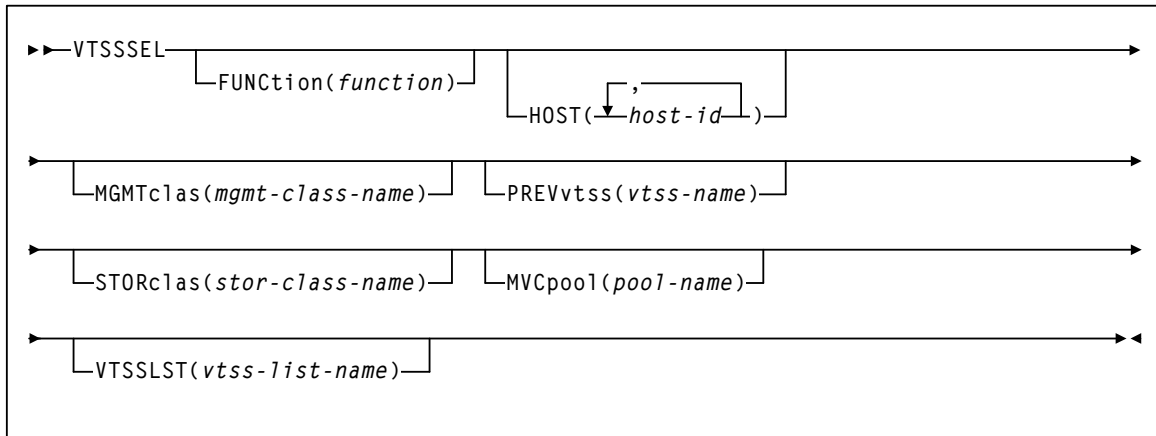 VTSSSEL
FUNCtion(function)
,
HOST( host-id )
MGMTclas(mgmt-class-name)
PREVvtss(vtss-name)
STORclas(stor-class-name)
MVCpool(pool-name)
VTSSLST(vtss-list-name)